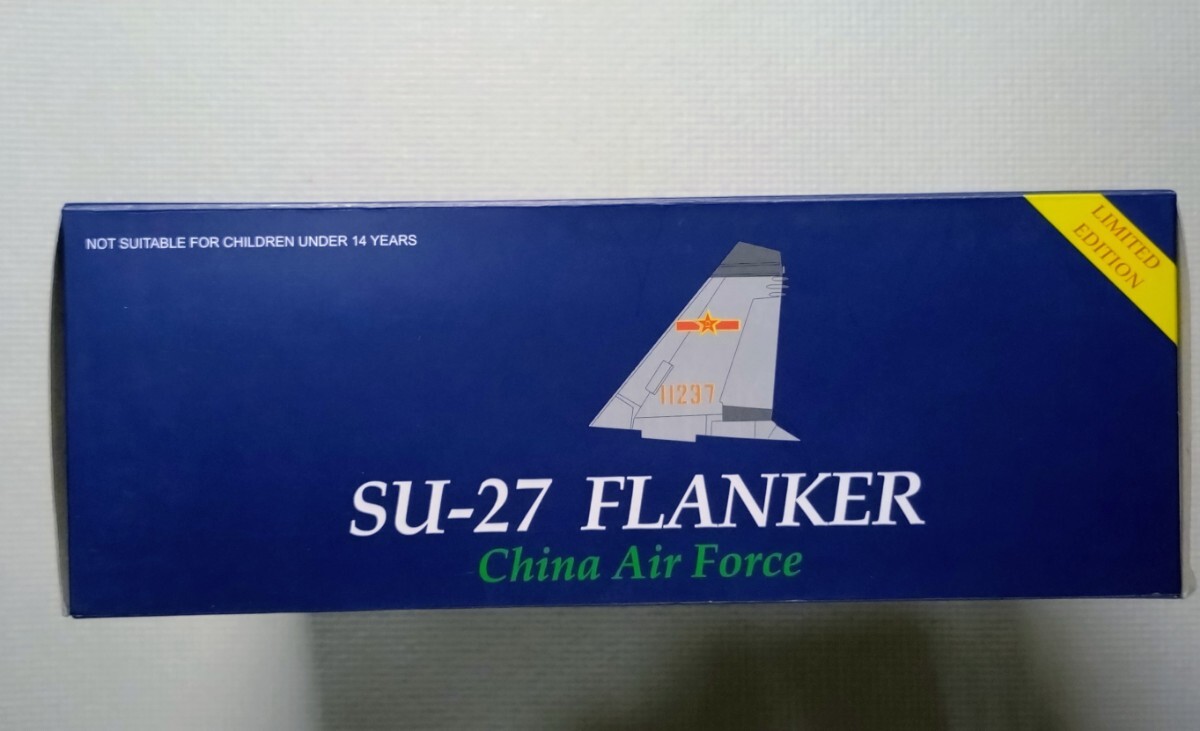 NOT SUITABLE FOR CHILDREN UNDER 14 YEARS
LIMITED
EDITION
11237
SU-27 FLANKER
China Air Force